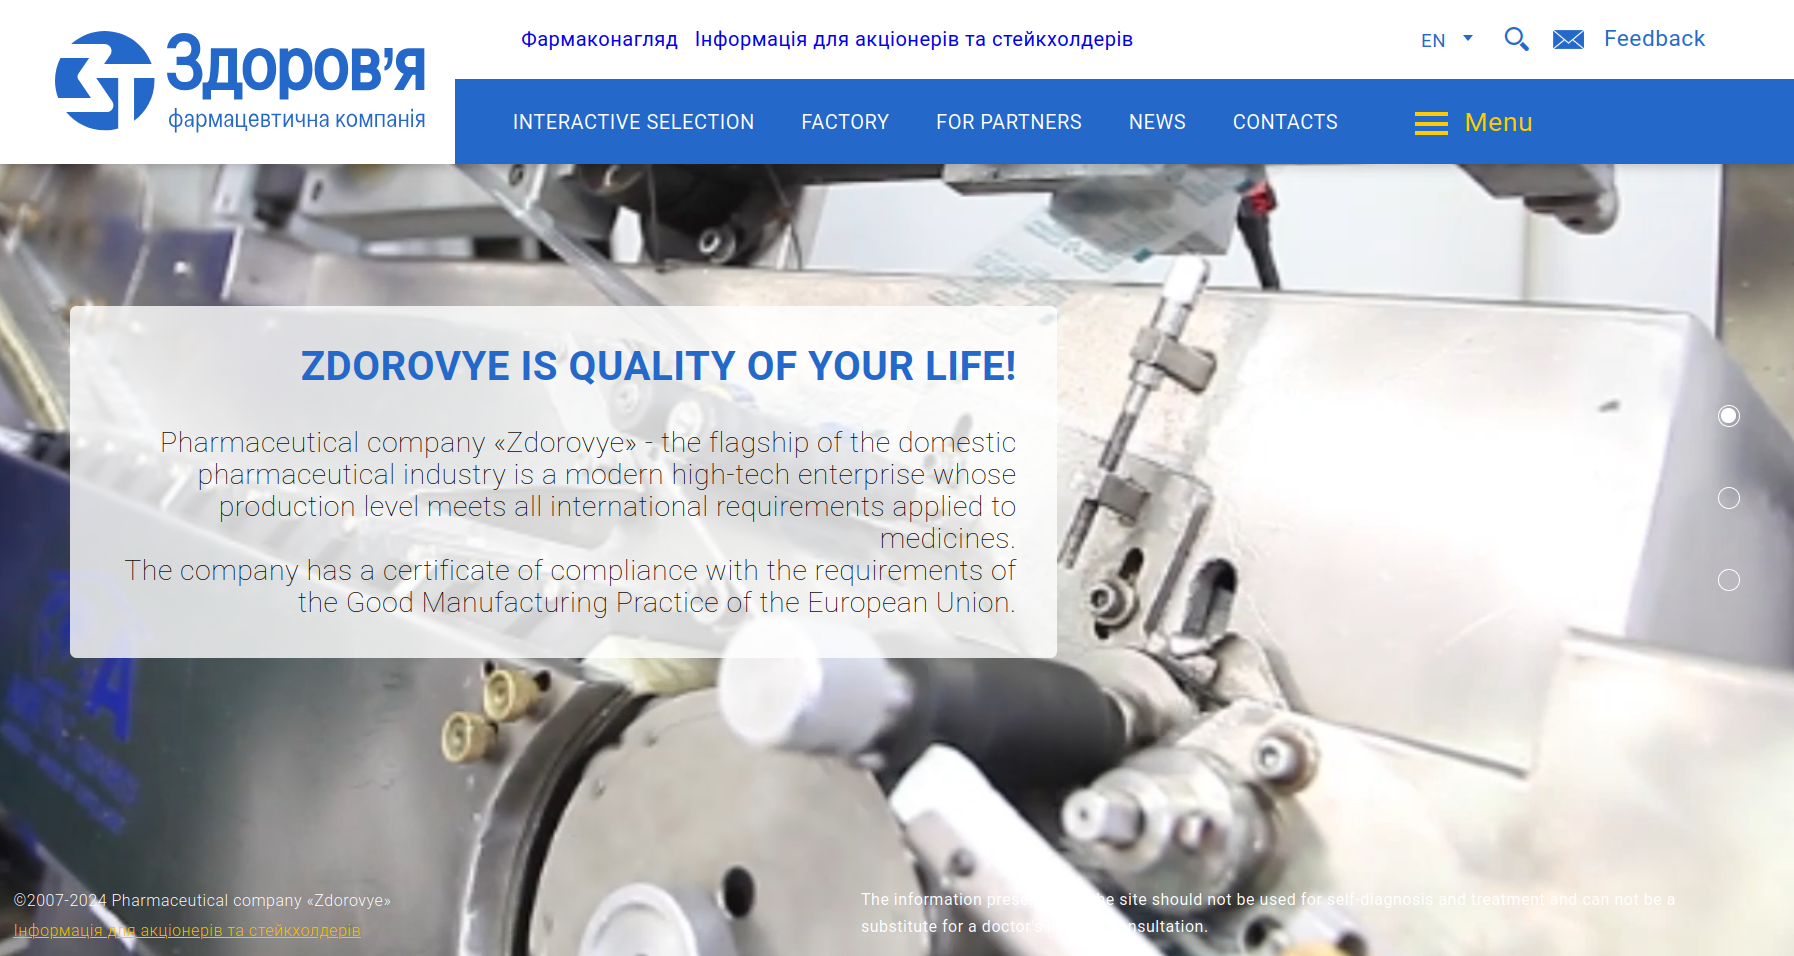 Здоров'я
фармацевтична компанія
Фармаконагляд Інформація для акціонерів та стейкхолдерів
EN
Feedback
INTERACTIVE SELECTION FACTORY FOR PARTNERS NEWS CONTACTS
Menu
ZDOROVYE IS QUALITY OF YOUR LIFE!
Pharmaceutical company «Zdorovye» - the flagship of the domestic
pharmaceutical industry is a modern high-tech enterprise whose
production level meets all international requirements applied to
medicines.
The company has a certificate of compliance with the requirements of
the Good Manufacturing Practice of the European Union.
©2007-2024 Pharmaceutical company «Zdorovye»
Інформація для акціонерів та стейкхолдерів
The information the site should not be used for self-diagnosis and treatment and can not be a
substitute for a doctor's